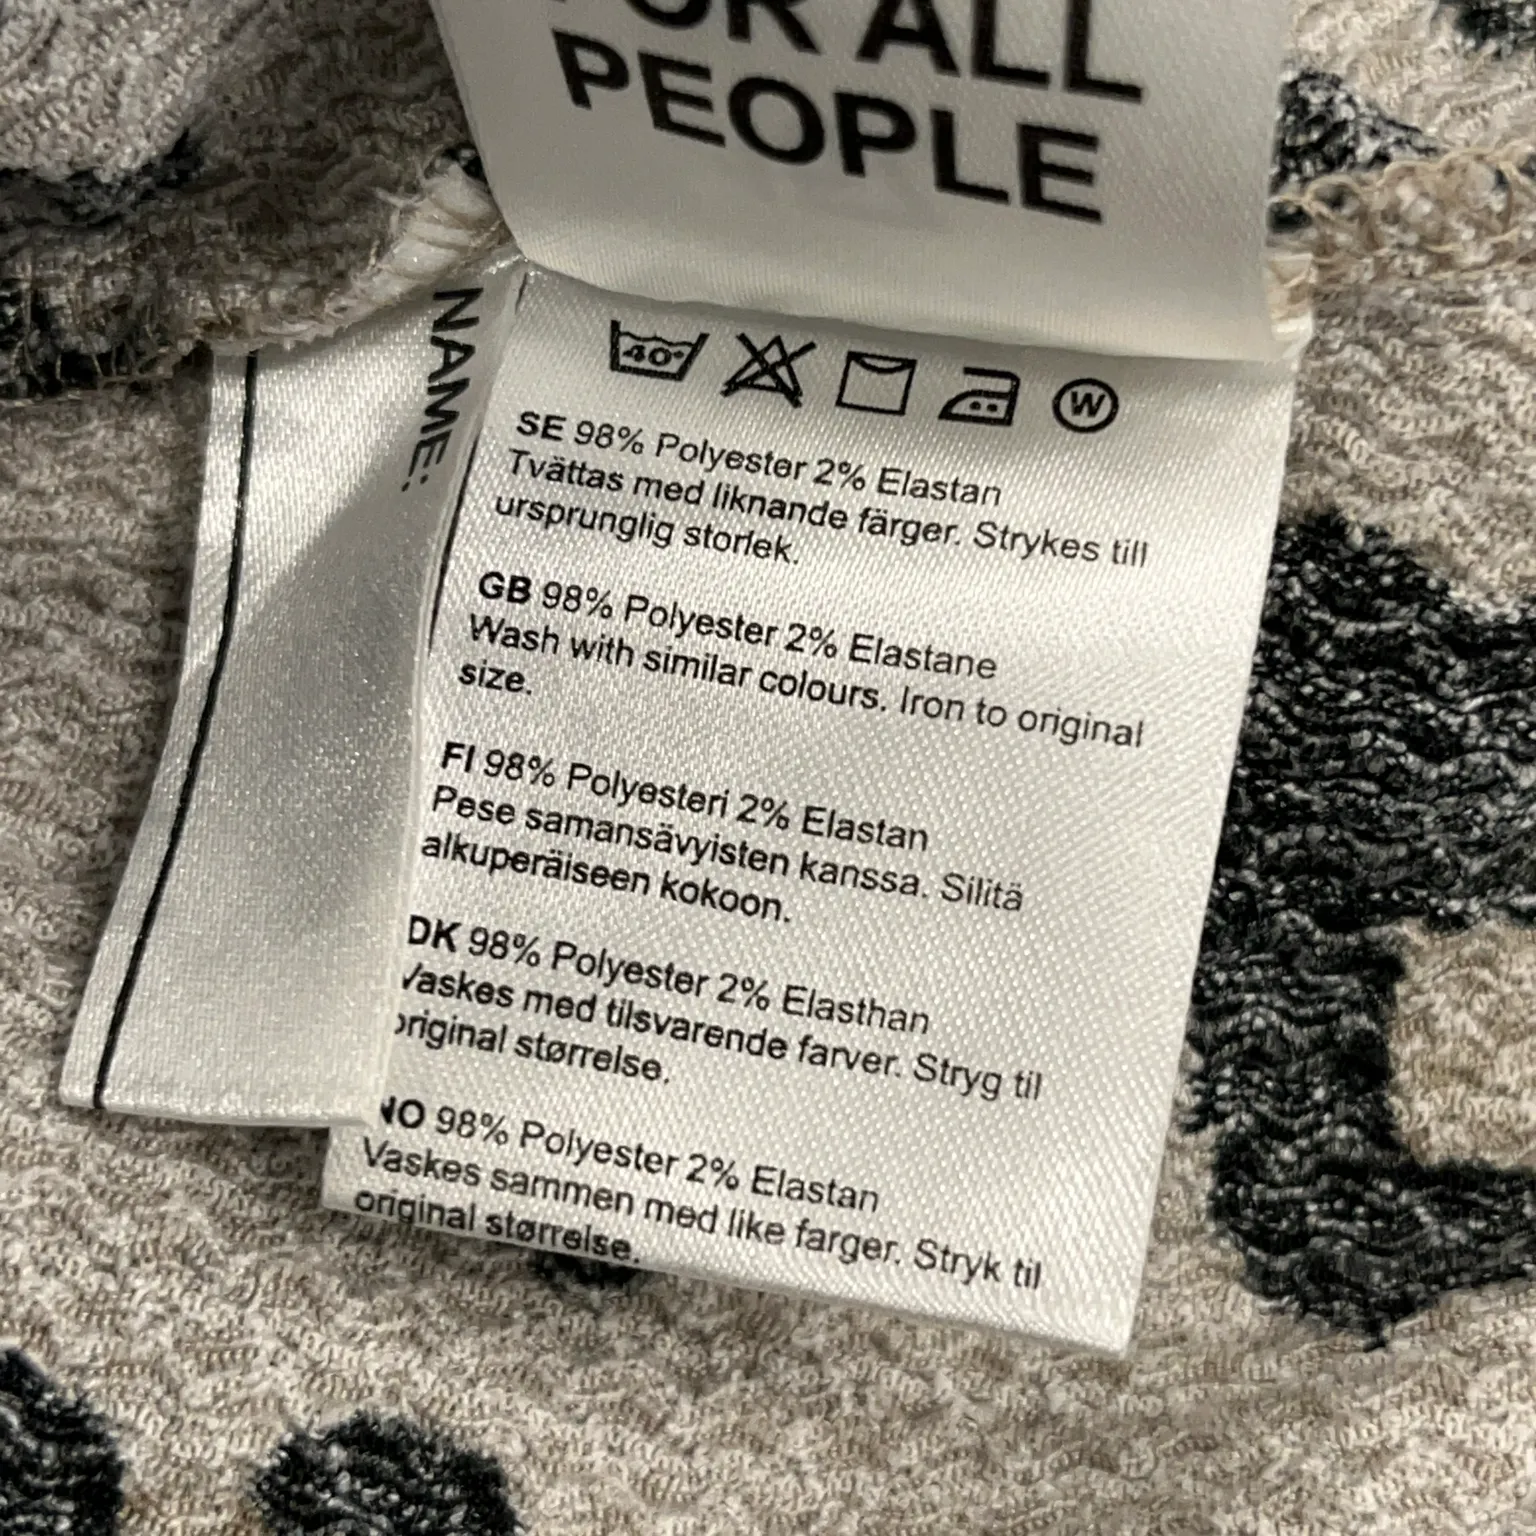 FOR ALL
PEOPLE
NAME:
40°
W
SE 98% Polyester 2% Elastan
Tvättas med liknande färger. Strykes till
ursprunglig storlek.
GB 98% Polyester 2% Elastane
Wash with similar colours. Iron to original
size.
FI 98% Polyesteri 2% Elastan
Pese samansävyisten kanssa. Silitä
alkuperäiseen kokoon.
DK 98% Polyester 2% Elasthan
Vaskes med tilsvarende farver. Stryg til
original størrelse.
NO 98% Polyester 2% Elastan
Vaskes sammen med like farger. Stryk til
original størrelse.